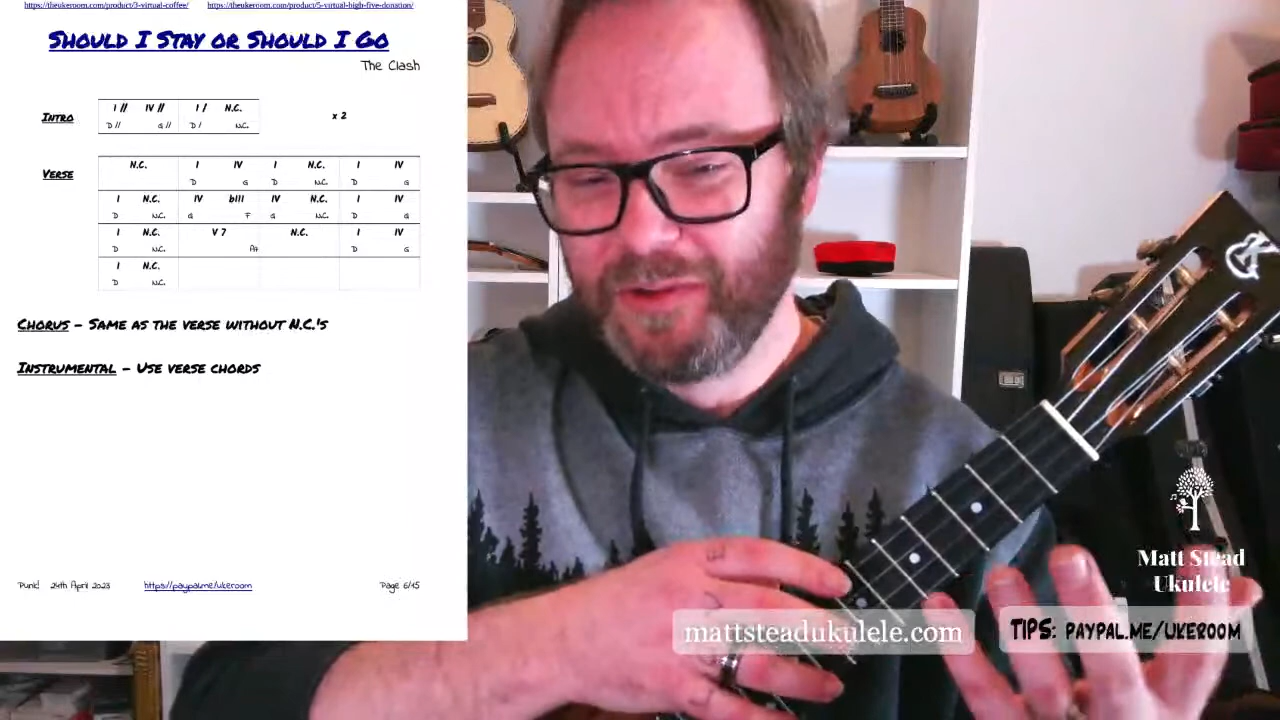 https://theukeroom.com/product/3-virtual-coffee/ https://theukeroom.com/product/5-virtual-high-five-donation/
Should I Stay or Should I Go
The Clash
Intro
I // IV // I / N.C.
D // G // D / N.C.
x 2
Verse
N.C. I IV I N.C. I IV
D G D N.C. D G
I N.C. IV bIII IV N.C. I IV
D N.C. G F G N.C. D G
I N.C. V 7 N.C. I IV
D N.C. A7 D G
I N.C.
D N.C.
Chorus – Same as the verse without N.C.'s
Instrumental – Use verse chords
Punk! 24th April 2023 https://paypal.me/ukeroom Page 6/15
Matt Stead
Ukulele
mattsteadukulele.com
TIPS: PAYPAL.ME/UKEROOM